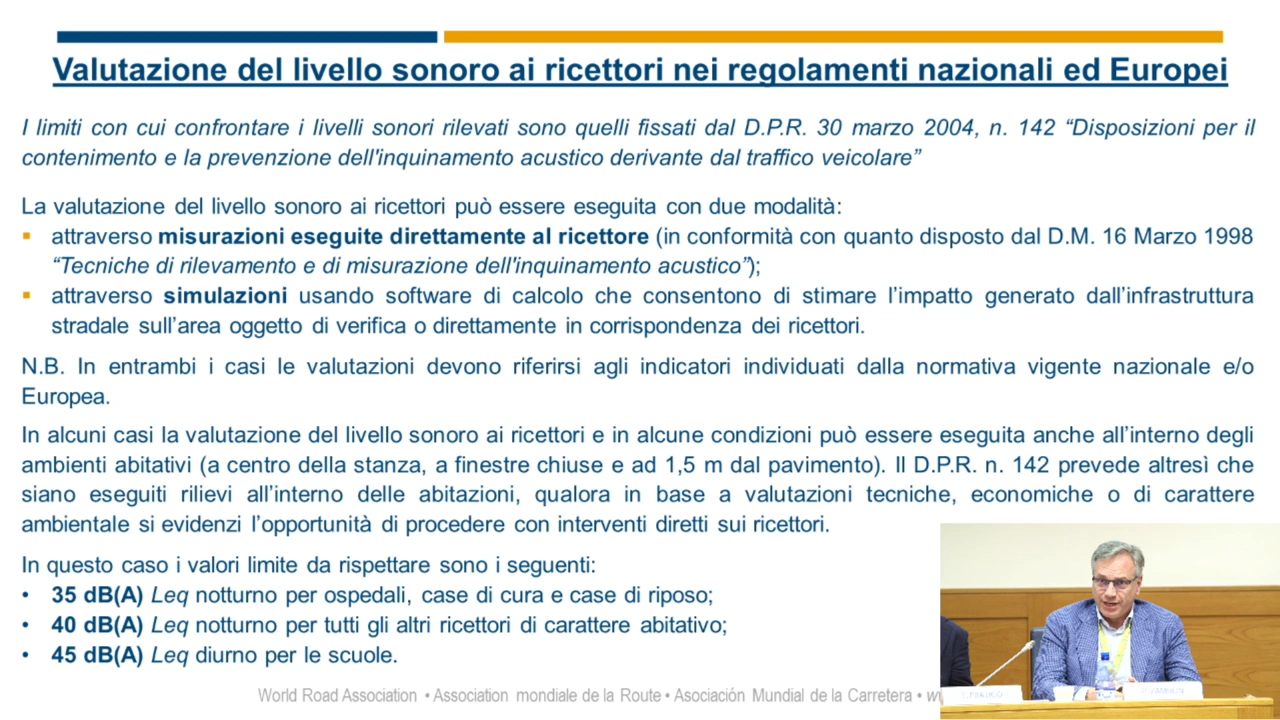 Valutazione del livello sonoro ai ricettori nei regolamenti nazionali ed Europei
I limiti con cui confrontare i livelli sonori rilevati sono quelli fissati dal D.P.R. 30 marzo 2004, n. 142 “Disposizioni per il
contenimento e la prevenzione dell'inquinamento acustico derivante dal traffico veicolare”
La valutazione del livello sonoro ai ricettori può essere eseguita con due modalità:
▪ attraverso misurazioni eseguite direttamente al ricettore (in conformità con quanto disposto dal D.M. 16 Marzo 1998
“Tecniche di rilevamento e di misurazione dell'inquinamento acustico”);
▪ attraverso simulazioni usando software di calcolo che consentono di stimare l’impatto generato dall’infrastruttura
stradale sull’area oggetto di verifica o direttamente in corrispondenza dei ricettori.
N.B. In entrambi i casi le valutazioni devono riferirsi agli indicatori individuati dalla normativa vigente nazionale e/o
Europea.
In alcuni casi la valutazione del livello sonoro ai ricettori e in alcune condizioni può essere eseguita anche all’interno degli
ambienti abitativi (a centro della stanza, a finestre chiuse e ad 1,5 m dal pavimento). Il D.P.R. n. 142 prevede altresì che
siano eseguiti rilievi all’interno delle abitazioni, qualora in base a valutazioni tecniche, economiche o di carattere
ambientale si evidenzi l’opportunità di procedere con interventi diretti sui ricettori.
In questo caso i valori limite da rispettare sono i seguenti:
• 35 dB(A) Leq notturno per ospedali, case di cura e case di riposo;
• 40 dB(A) Leq notturno per tutti gli altri ricettori di carattere abitativo;
• 45 dB(A) Leq diurno per le scuole.
World Road Association • Association mondiale de la Route • Asociación Mundial de la Carretera •